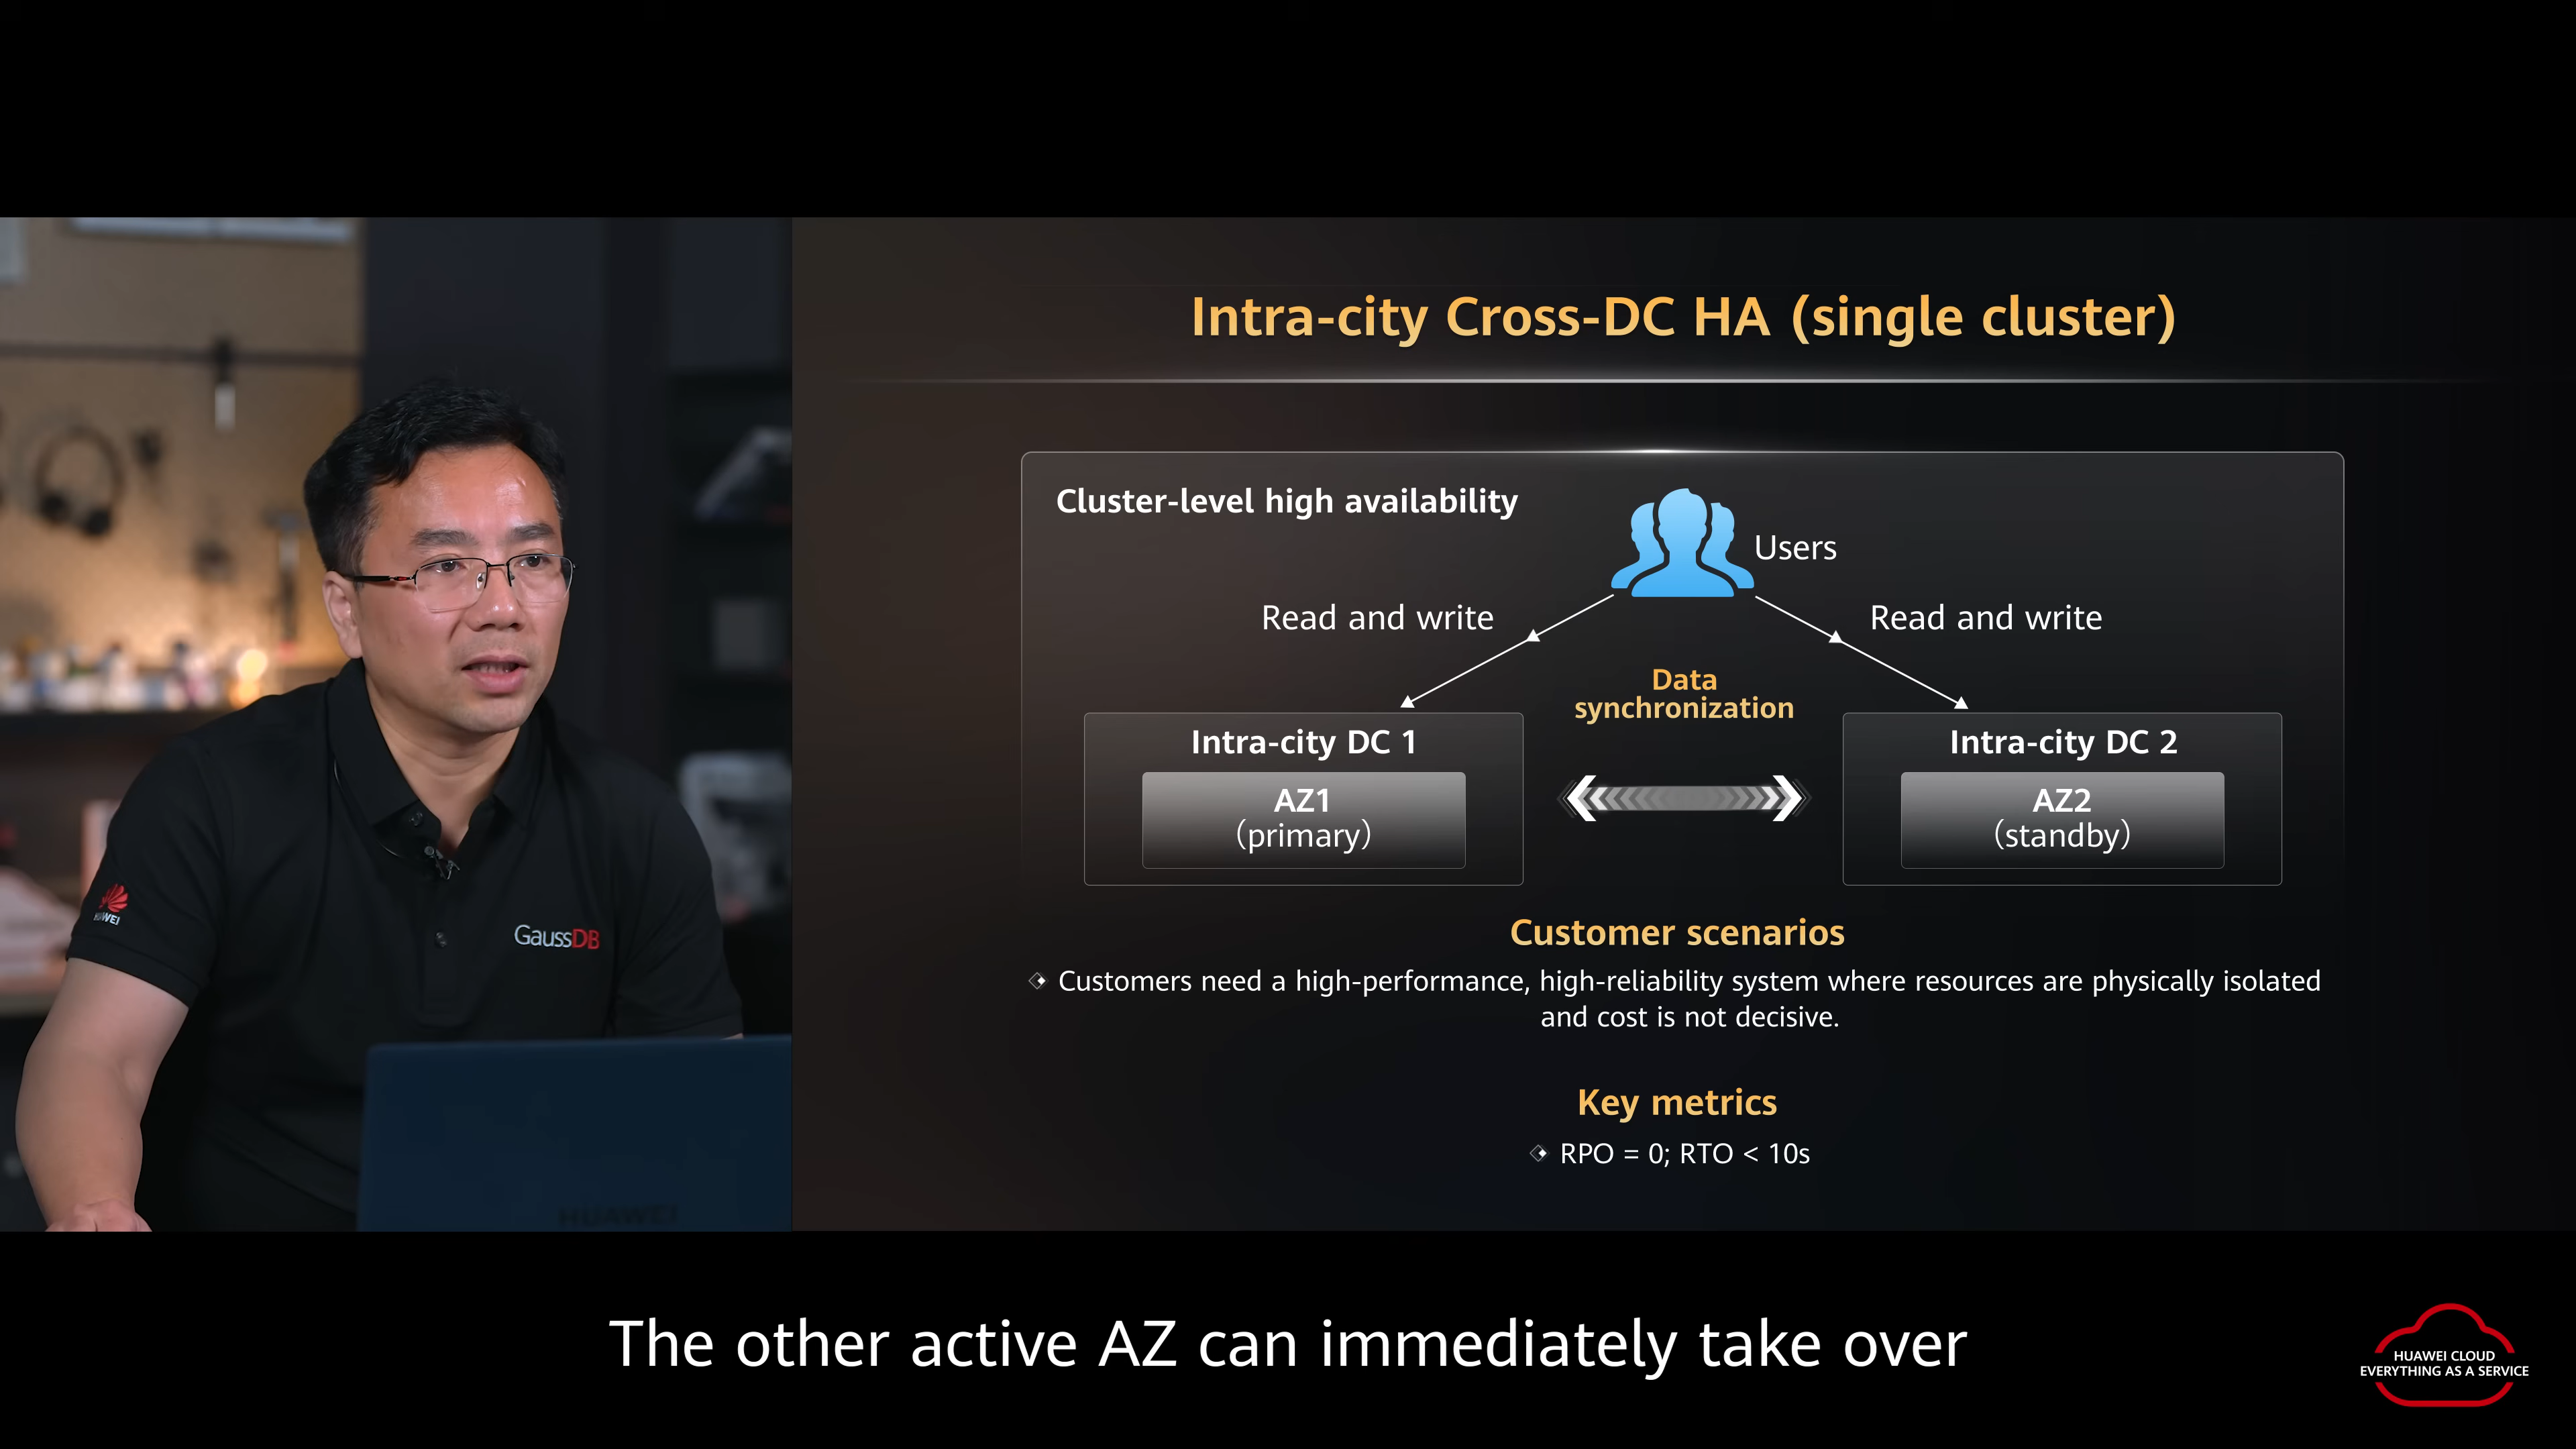 Intra-city Cross-DC HA (single cluster)
Cluster-level high availability
Users
Read and write
Read and write
Data
synchronization
Intra-city DC 1
AZ1
(primary)
Intra-city DC 2
AZ2
(standby)
Customer scenarios
Customers need a high-performance, high-reliability system where resources are physically isolated
and cost is not decisive.
Key metrics
RPO = 0; RTO < 10s
HUAWEI
GaussDB
HUAWEI
The other active AZ can immediately take over
HUAWEI CLOUD
EVERYTHING AS A SERVICE